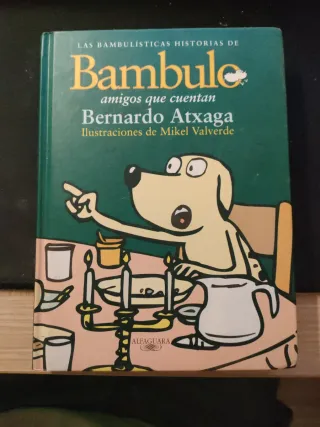 LAS BAMBULÍSTICAS HISTORIAS DE
Bambulo
amigos que cuentan
Bernardo Atxaga
Ilustraciones de Mikel Valverde
ALFAGUARA